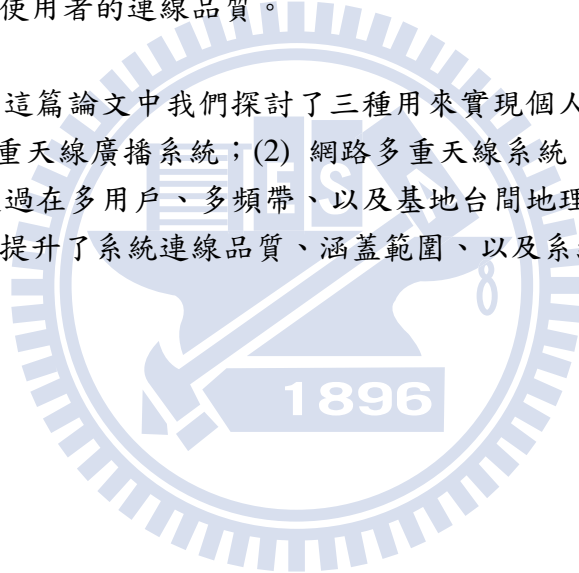 使用者的連線品質。
這篇論文中我們探討了三種用來實現個人
重天線廣播系統；(2) 網路多重天線系統
過在多用戶、多頻帶、以及基地台間地理
提升了系統連線品質、涵蓋範圍、以及系
ES
1896